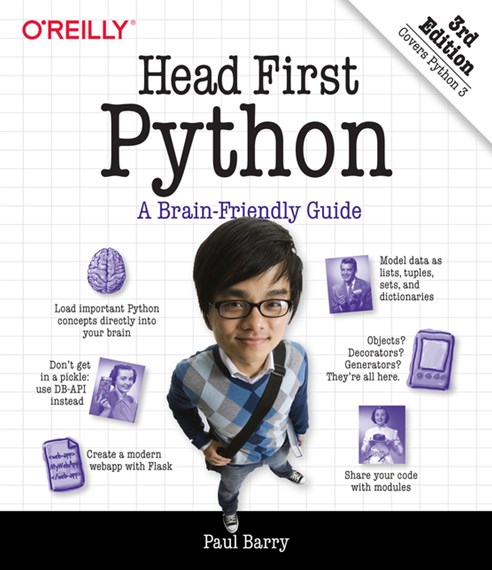 O'REILLY®
3rd
Edition
Covers Python 3
Head First
Python
A Brain-Friendly Guide
Load important Python
concepts directly into
your brain
Model data as
lists, tuples,
sets, and
dictionaries
Don't get
in a pickle:
use DB-API
instead
Objects?
Decorators?
Generators?
They're all here.
Create a modern
webapp with Flask
Share your code
with modules
Paul Barry